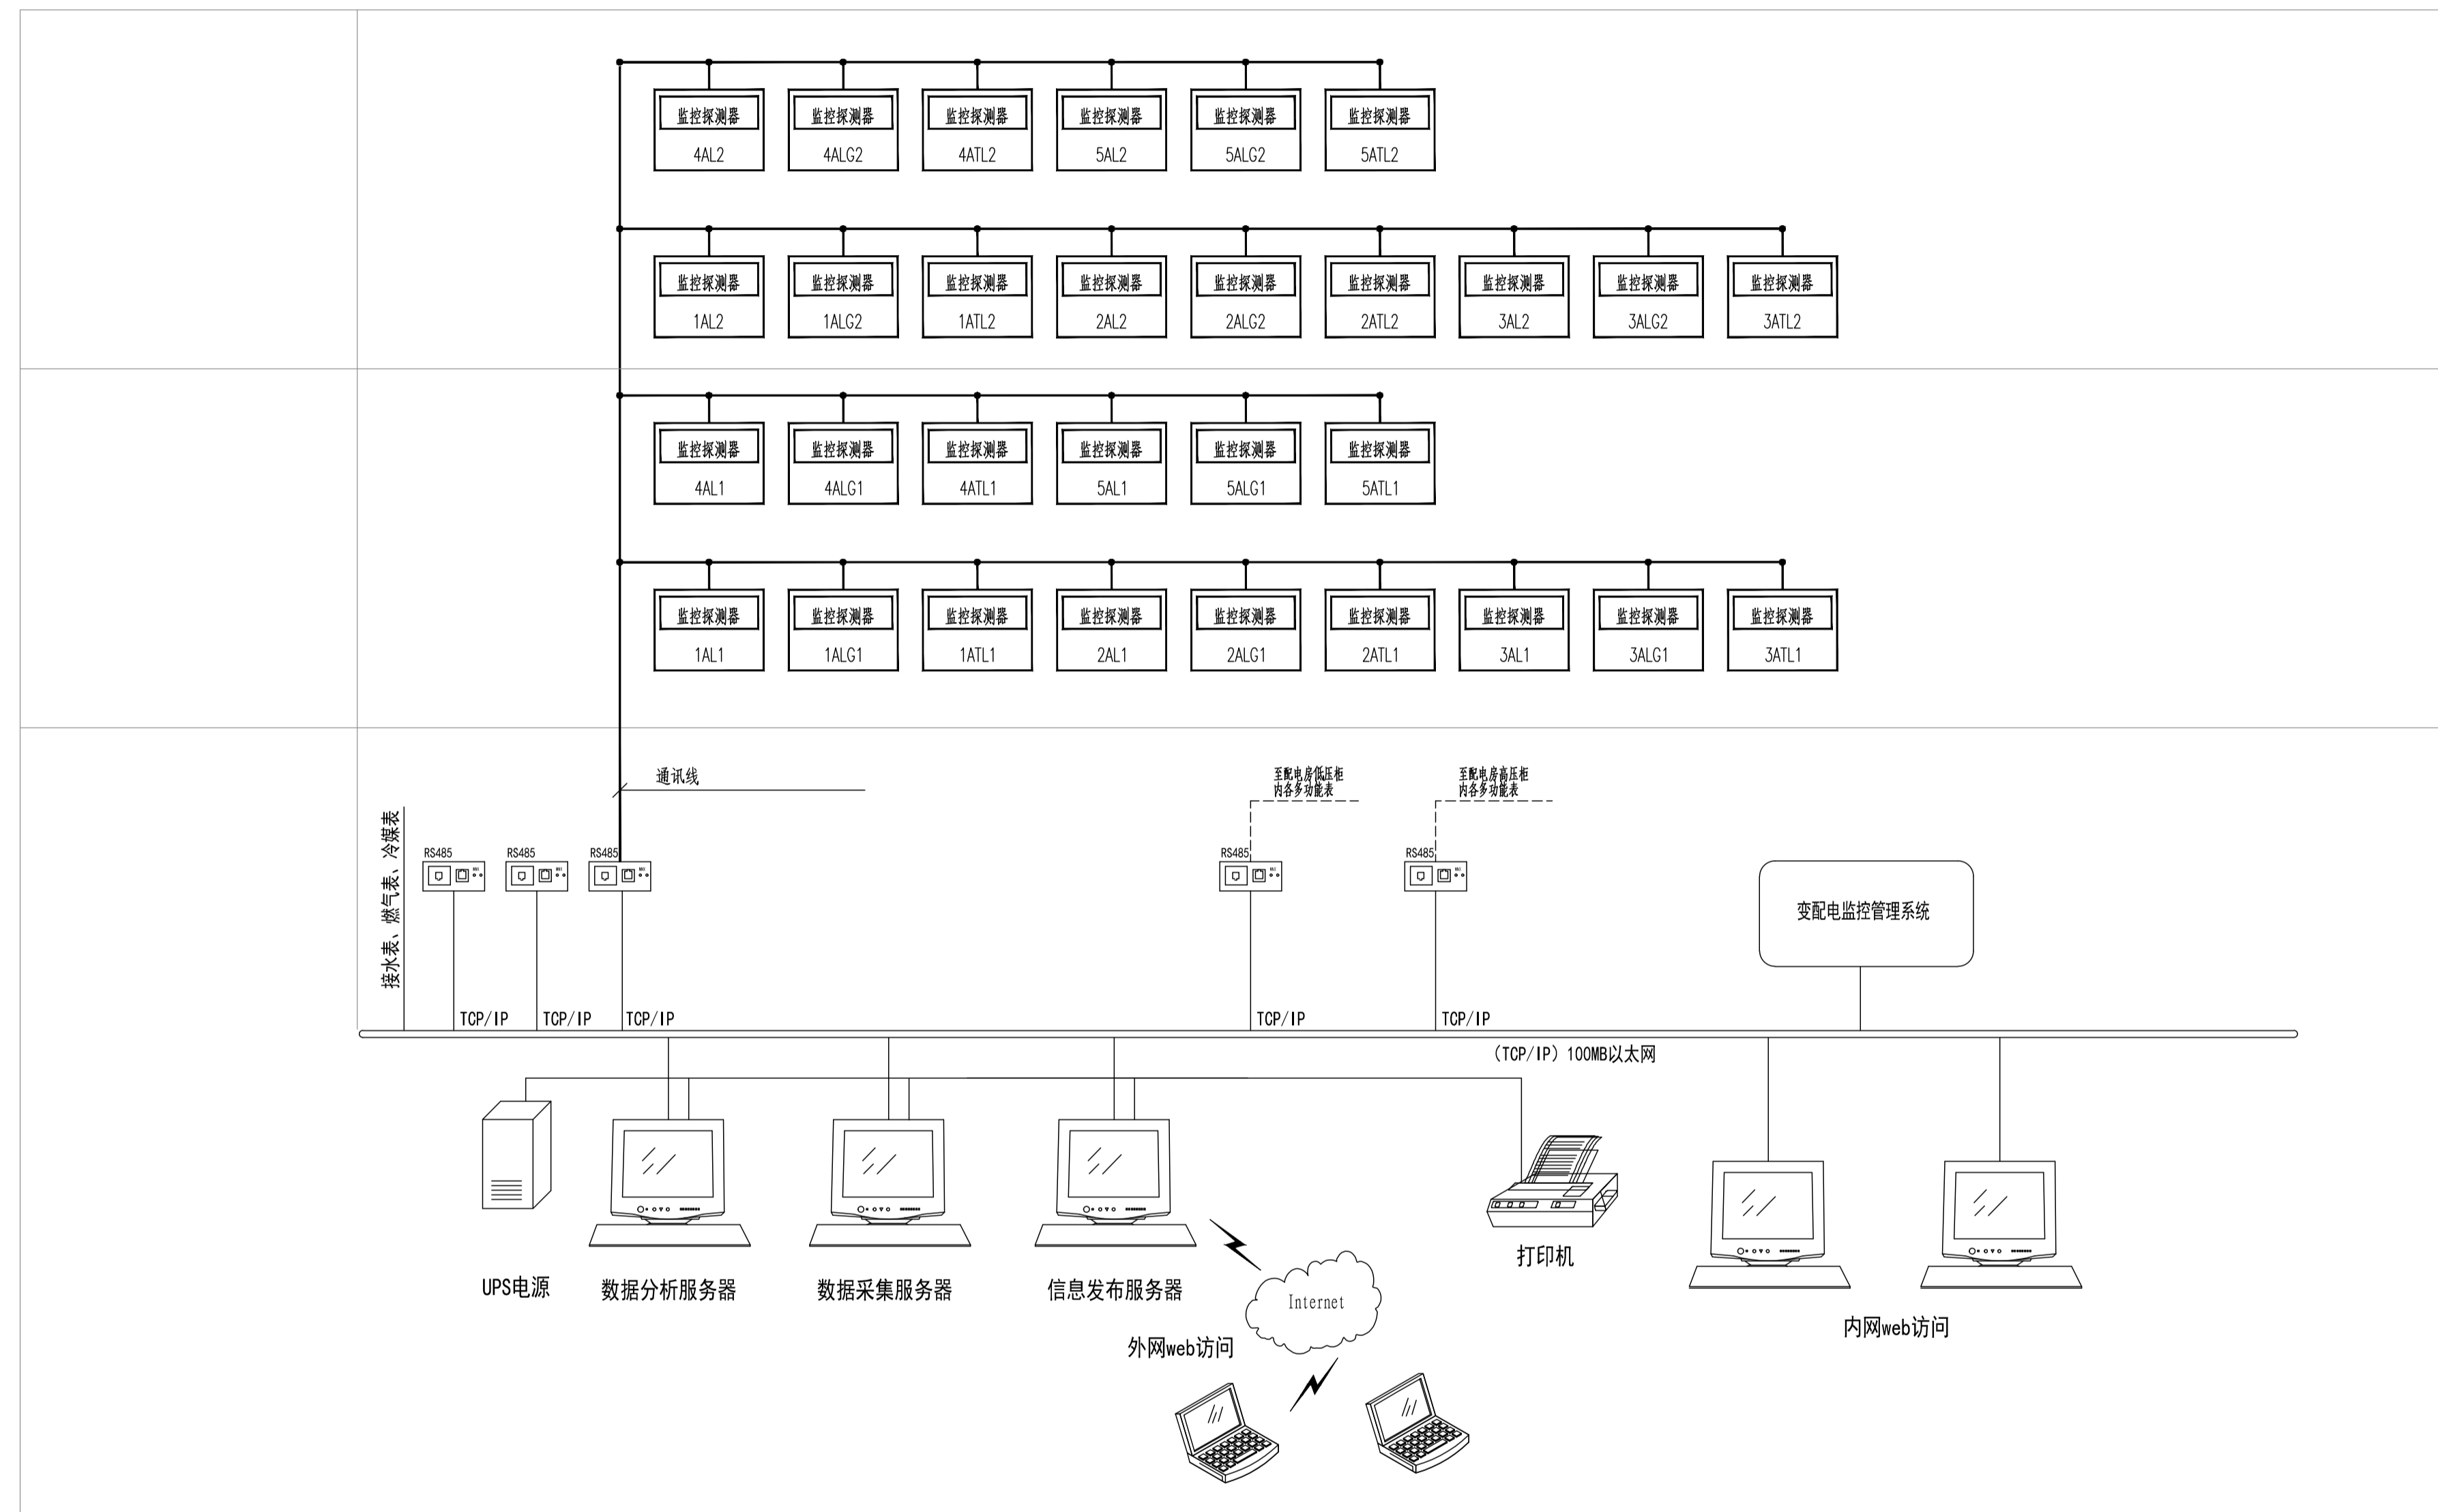 监控探测器 监控探测器 监控探测器 监控探测器 监控探测器 监控探测器
4AL2 4ALG2 4ATL2 5AL2 5ALG2 5ATL2
监控探测器 监控探测器 监控探测器 监控探测器 监控探测器 监控探测器 监控探测器 监控探测器 监控探测器
1AL2 1ALG2 1ATL2 2AL2 2ALG2 2ATL2 3AL2 3ALG2 3ATL2
监控探测器 监控探测器 监控探测器 监控探测器 监控探测器 监控探测器
4AL1 4ALG1 4ATL1 5AL1 5ALG1 5ATL1
监控探测器 监控探测器 监控探测器 监控探测器 监控探测器 监控探测器 监控探测器 监控探测器 监控探测器
1AL1 1ALG1 1ATL1 2AL1 2ALG1 2ATL1 3AL1 3ALG1 3ATL1
通讯线
至配电房低压柜
内各多功能表
至配电房高压柜
内各多功能表
接水表、燃气表、冷媒表
RS485 RS485 RS485 RS485 RS485
变配电监控管理系统
TCP/IP TCP/IP TCP/IP TCP/IP TCP/IP
（TCP/IP）100MB以太网
UPS电源 数据分析服务器 数据采集服务器 信息发布服务器
打印机
Internet
外网web访问
内网web访问